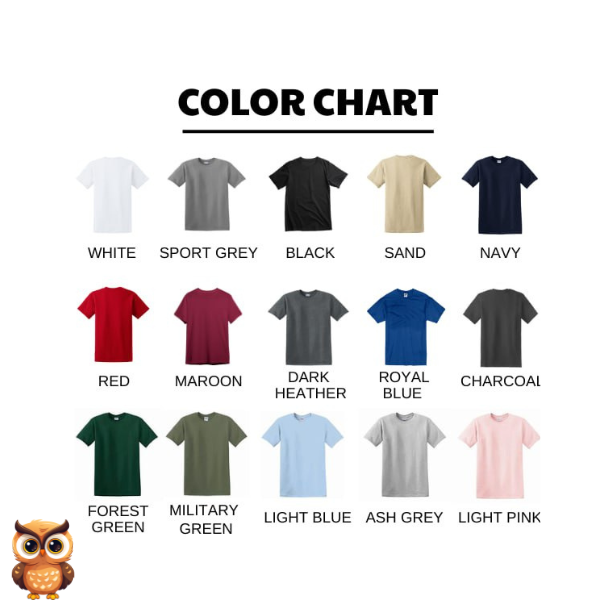 COLOR CHART
WHITE
SPORT GREY
BLACK
SAND
NAVY
RED
MAROON
DARK
HEATHER
ROYAL
BLUE
CHARCOAL
FOREST
GREEN
MILITARY
GREEN
LIGHT BLUE
ASH GREY
LIGHT PINK